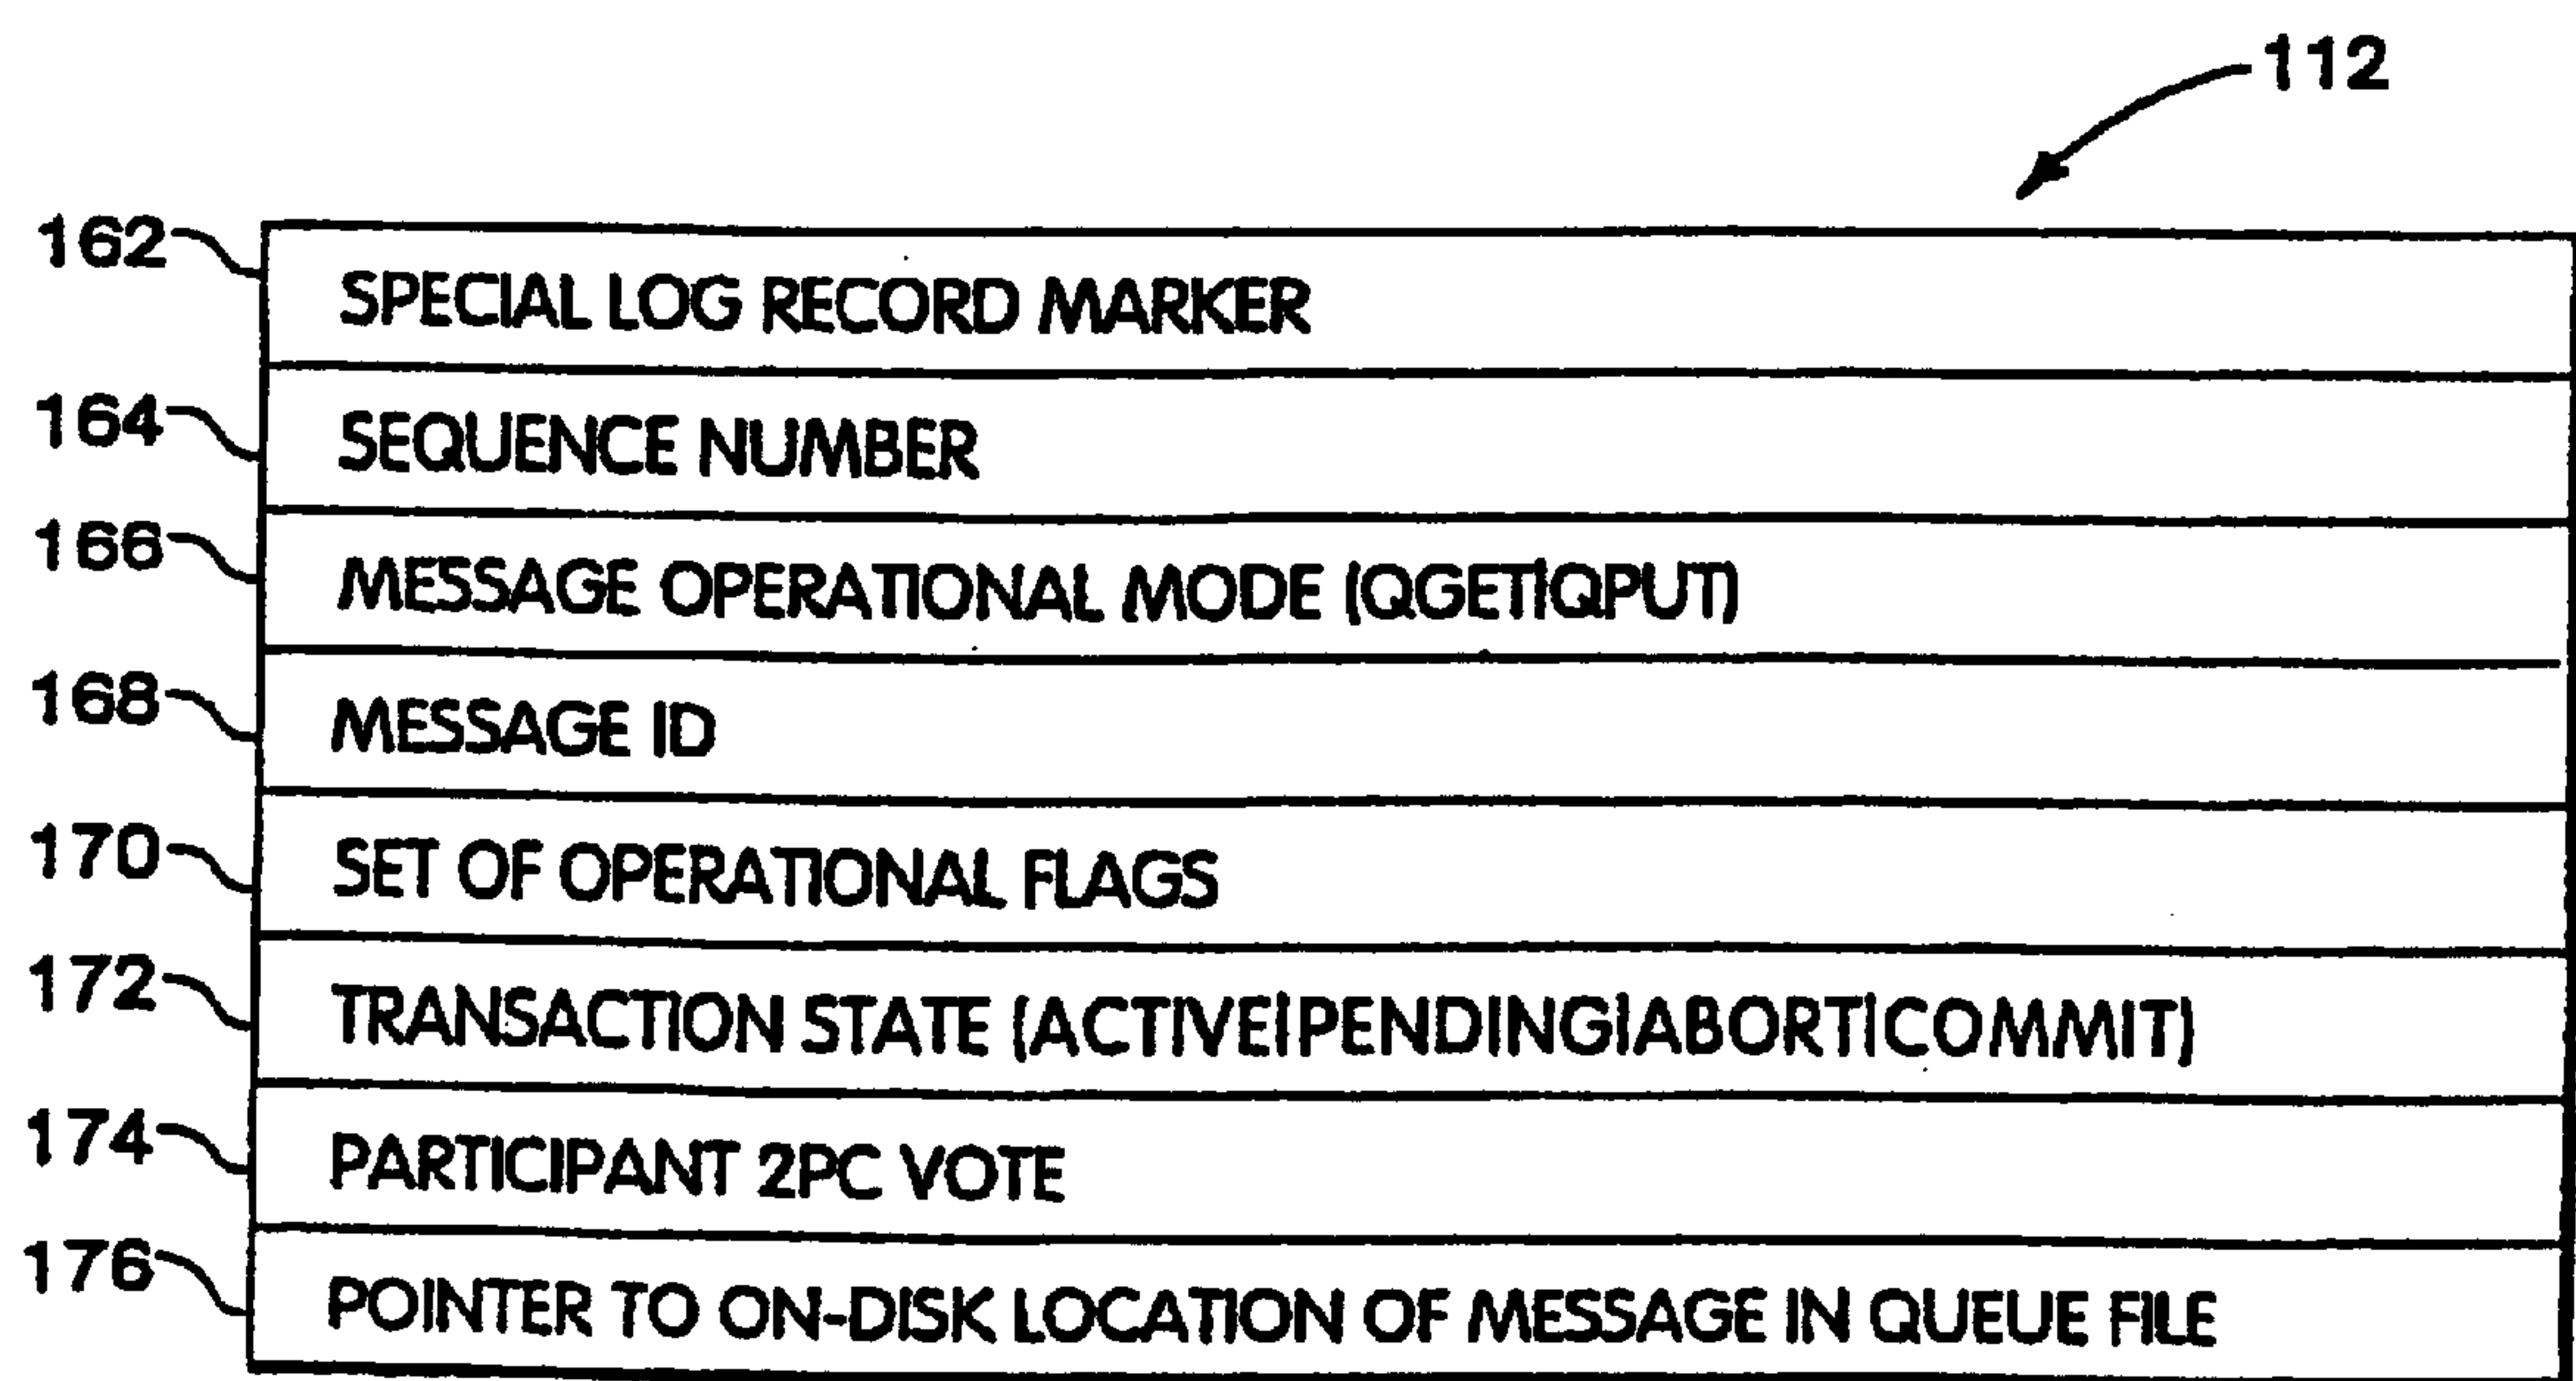 112
162 SPECIAL LOG RECORD MARKER
164 SEQUENCE NUMBER
166 MESSAGE OPERATIONAL MODE (QGET|QPUT)
168 MESSAGE ID
170 SET OF OPERATIONAL FLAGS
172 TRANSACTION STATE (ACTIVE|PENDING|ABORT|COMMIT)
174 PARTICIPANT 2PC VOTE
176 POINTER TO ON-DISK LOCATION OF MESSAGE IN QUEUE FILE